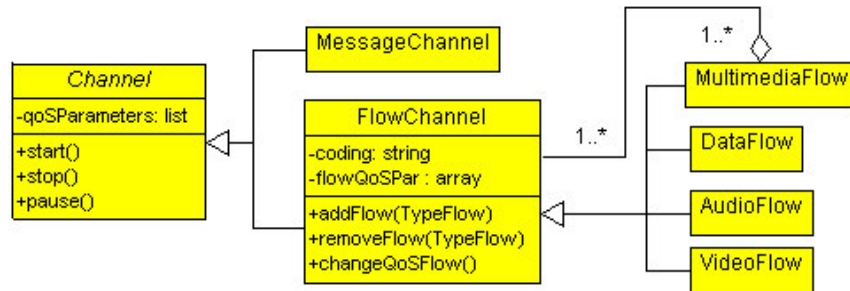 Channel
-qoSParameters: list
+start()
+stop()
+pause()
MessageChannel
FlowChannel
-coding: string
-flowQoSPar : array
+addFlow(TypeFlow)
+removeFlow(TypeFlow)
+changeQoSFlow()
1..*
1..*
MultimediaFlow
DataFlow
AudioFlow
VideoFlow